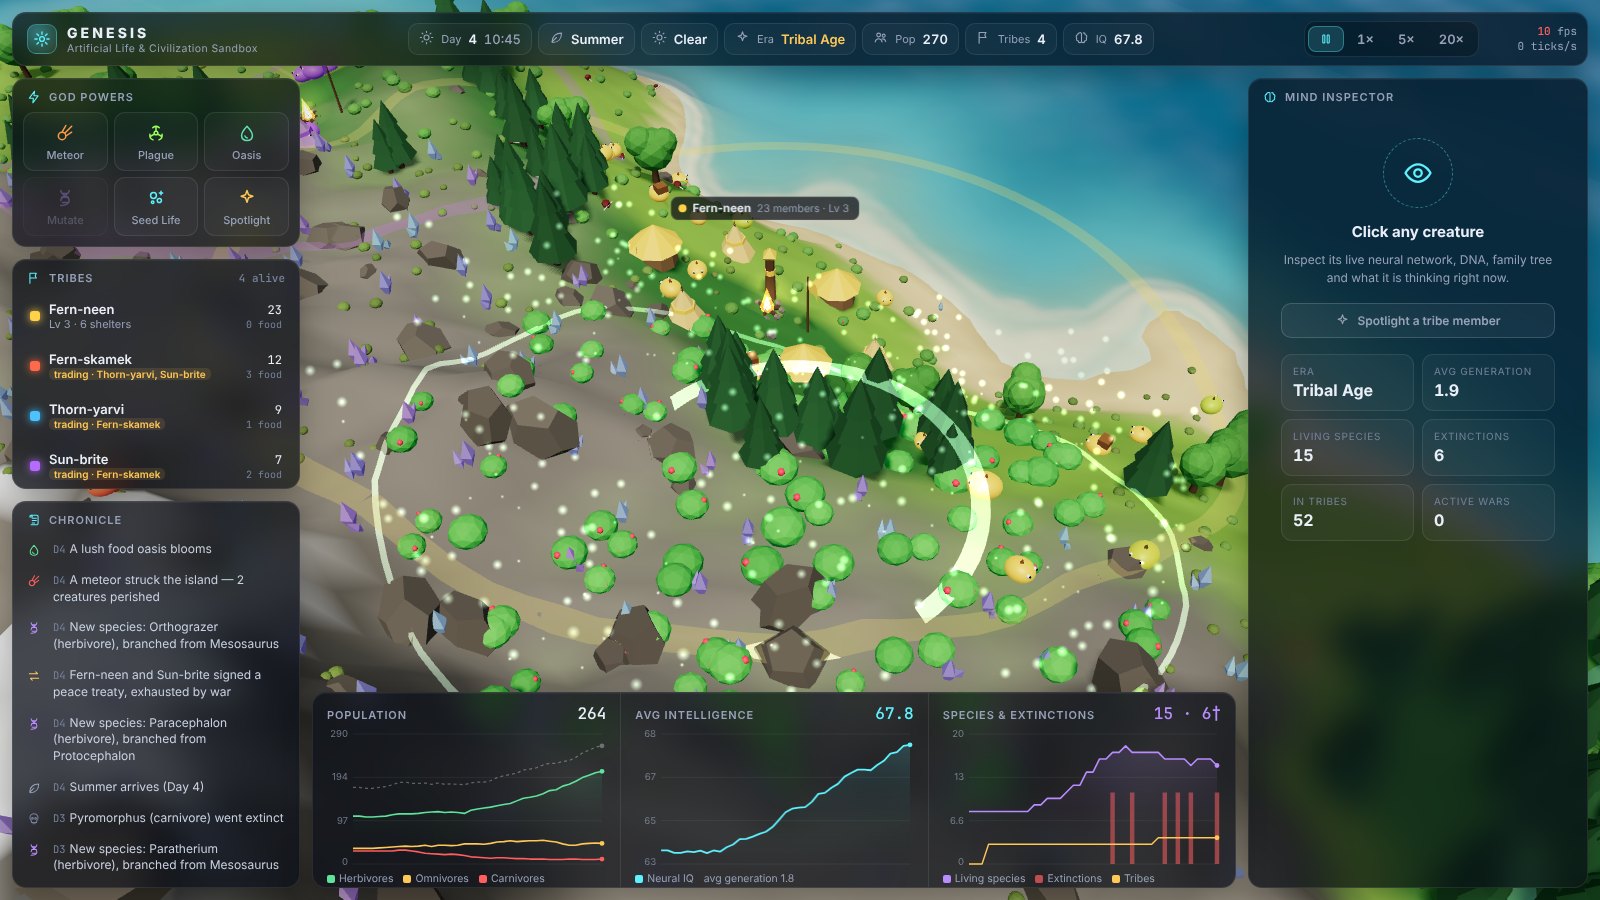 GENESIS
Artificial Life & Civilization Sandbox
Day 4 10:45
Summer
Clear
Era Tribal Age
Pop 270
Tribes 4
IQ 67.8
1×
5×
20×
10 fps
0 ticks/s
GOD POWERS
Meteor
Plague
Oasis
Mutate
Seed Life
Spotlight
TRIBES
4 alive
Fern-neen
23
Lv 3 · 6 shelters
0 food
Fern-skamek
12
trading · Thorn-yarvi, Sun-brite
3 food
Thorn-yarvi
9
trading · Fern-skamek
1 food
Sun-brite
7
trading · Fern-skamek
2 food
CHRONICLE
D4 A lush food oasis blooms
D4 A meteor struck the island — 2
creatures perished
D4 New species: Orthograzer
(herbivore), branched from Mesosaurus
D4 Fern-neen and Sun-brite signed a
peace treaty, exhausted by war
D4 New species: Paracephalon
(herbivore), branched from
Protocephalon
D4 Summer arrives (Day 4)
D3 Pyromorphus (carnivore) went extinct
D3 New species: Paratherium
(herbivore), branched from Mesosaurus
Fern-neen 23 members · Lv 3
POPULATION
264
290
194
97
0
Herbivores
Omnivores
Carnivores
AVG INTELLIGENCE
67.8
68
67
65
63
Neural IQ
avg generation 1.8
SPECIES & EXTINCTIONS
15 · 6†
20
13
6.6
0
Living species
Extinctions
Tribes
MIND INSPECTOR
Click any creature
Inspect its live neural network, DNA, family tree
and what it is thinking right now.
Spotlight a tribe member
ERA
Tribal Age
AVG GENERATION
1.9
LIVING SPECIES
15
EXTINCTIONS
6
IN TRIBES
52
ACTIVE WARS
0